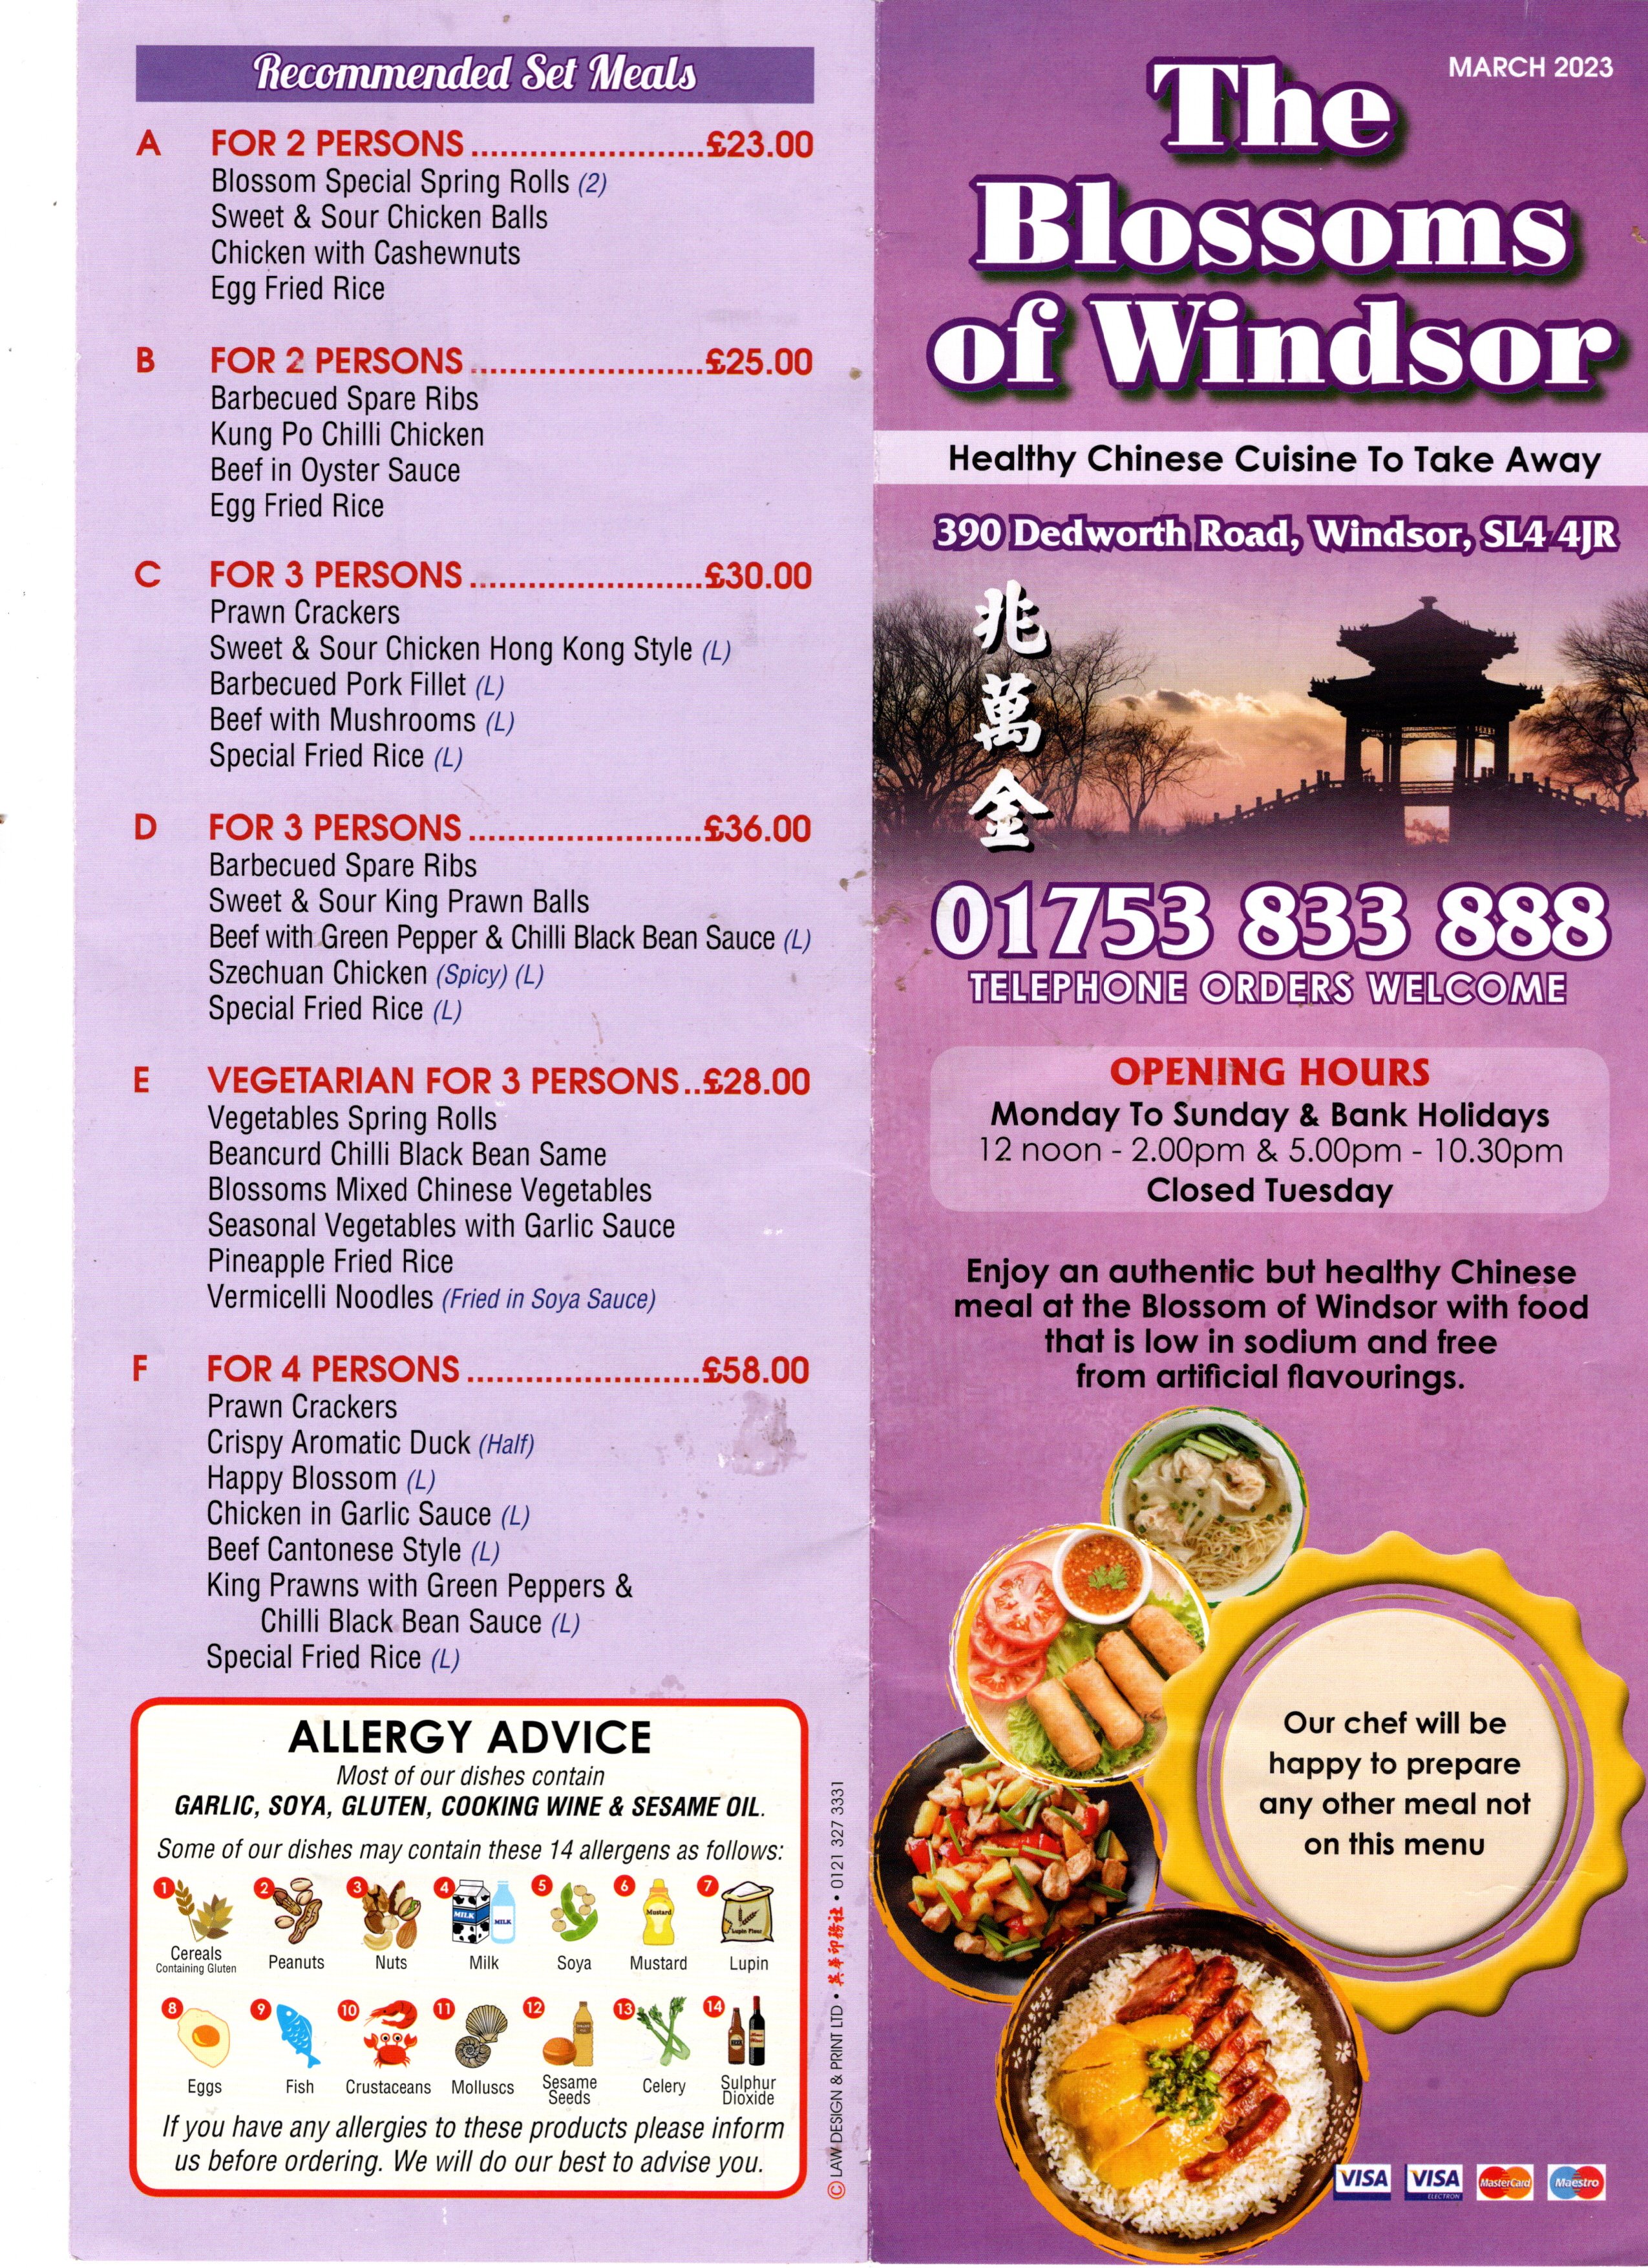 Recommended Set Meals
A FOR 2 PERSONS ........................£23.00
Blossom Special Spring Rolls (2)
Sweet & Sour Chicken Balls
Chicken with Cashewnuts
Egg Fried Rice
B FOR 2 PERSONS ........................£25.00
Barbecued Spare Ribs
Kung Po Chilli Chicken
Beef in Oyster Sauce
Egg Fried Rice
C FOR 3 PERSONS ........................£30.00
Prawn Crackers
Sweet & Sour Chicken Hong Kong Style (L)
Barbecued Pork Fillet (L)
Beef with Mushrooms (L)
Special Fried Rice (L)
D FOR 3 PERSONS ........................£36.00
Barbecued Spare Ribs
Sweet & Sour King Prawn Balls
Beef with Green Pepper & Chilli Black Bean Sauce (L)
Szechuan Chicken (Spicy) (L)
Special Fried Rice (L)
E VEGETARIAN FOR 3 PERSONS..£28.00
Vegetables Spring Rolls
Beancurd Chilli Black Bean Same
Blossoms Mixed Chinese Vegetables
Seasonal Vegetables with Garlic Sauce
Pineapple Fried Rice
Vermicelli Noodles (Fried in Soya Sauce)
F FOR 4 PERSONS ........................£58.00
Prawn Crackers
Crispy Aromatic Duck (Half)
Happy Blossom (L)
Chicken in Garlic Sauce (L)
Beef Cantonese Style (L)
King Prawns with Green Peppers &
Chilli Black Bean Sauce (L)
Special Fried Rice (L)
ALLERGY ADVICE
Most of our dishes contain
GARLIC, SOYA, GLUTEN, COOKING WINE & SESAME OIL.
Some of our dishes may contain these 14 allergens as follows:
1 2 3 4 5 6 7
MILK MILK Mustard Lupin Flour
Cereals
Containing Gluten Peanuts Nuts Milk Soya Mustard Lupin
8 9 10 11 12 13 14
BEER
Eggs Fish Crustaceans Molluscs Sesame Seeds Celery Sulphur Dioxide
If you have any allergies to these products please inform
us before ordering. We will do our best to advise you.
© LAW DESIGN & PRINT LTD • 英華印務社 • 0121 327 3331
MARCH 2023
The
Blossoms
of Windsor
Healthy Chinese Cuisine To Take Away
390 Dedworth Road, Windsor, SL4 4JR
兆
萬
金
01753 833 888
TELEPHONE ORDERS WELCOME
OPENING HOURS
Monday To Sunday & Bank Holidays
12 noon - 2.00pm & 5.00pm - 10.30pm
Closed Tuesday
Enjoy an authentic but healthy Chinese
meal at the Blossom of Windsor with food
that is low in sodium and free
from artificial flavourings.
Our chef will be
happy to prepare
any other meal not
on this menu
VISA VISA ELECTRON MasterCard Maestro